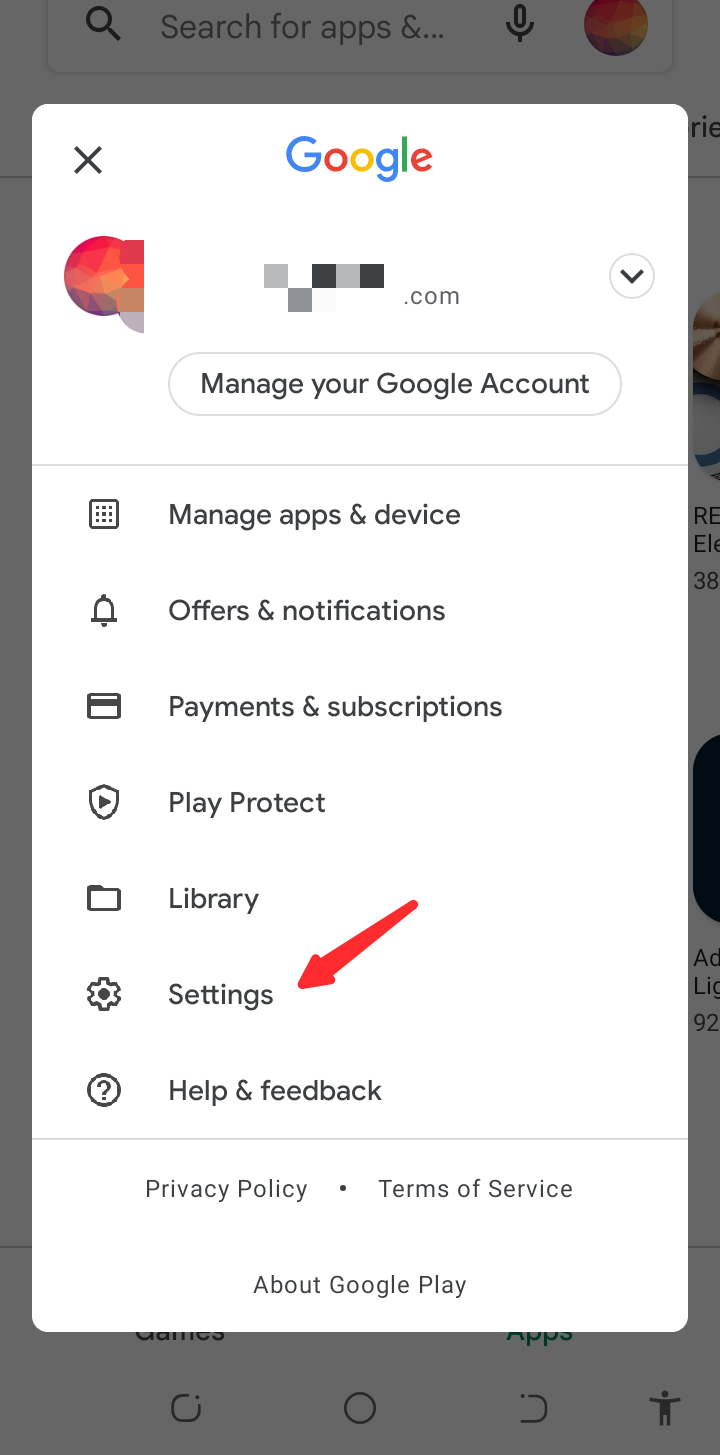 Search for apps &...
rie
Google
.com
Manage your Google Account
Manage apps & device
RE
Ele
38
Offers & notifications
Payments & subscriptions
Play Protect
Library
Ad
Lig
92
Settings
Help & feedback
Privacy Policy • Terms of Service
About Google Play
Games Apps